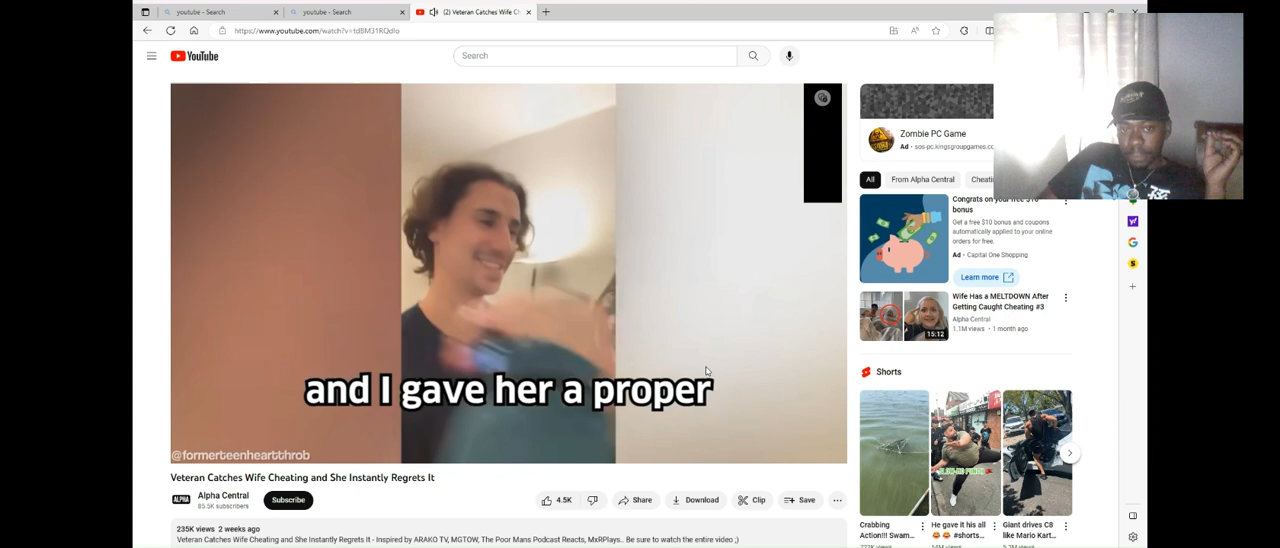 youtube - Search
youtube - Search
(2) Veteran Catches Wife Ch
https://www.youtube.com/watch?v=td8M31RQdIo
YouTube
Search
and I gave her a proper
@formerteenheartthrob
Veteran Catches Wife Cheating and She Instantly Regrets It
ALPHA
Alpha Central
85.5K subscribers
Subscribe
4.5K
Share
Download
Clip
Save
235K views 2 weeks ago
Veteran Catches Wife Cheating and She Instantly Regrets It - Inspired by ARAKO TV, MGTOW, The Poor Mans Podcast Reacts, MxRPlays.. Be sure to watch the entire video ;)
Zombie PC Game
Ad · sos-pc.kingsgroupgames.co
All
From Alpha Central
Cheati
Congrats on your free $10
bonus
Get a free $10 bonus and coupons
automatically applied to your online
orders for free.
Ad · Capital One Shopping
Learn more
Wife Has a MELTDOWN After
Getting Caught Cheating #3
Alpha Central
1.1M views · 1 month ago
15:12
Shorts
Crabbing
Action!!! Swam...
He gave it his all
#shorts...
Giant drives C8
like Mario Kart...